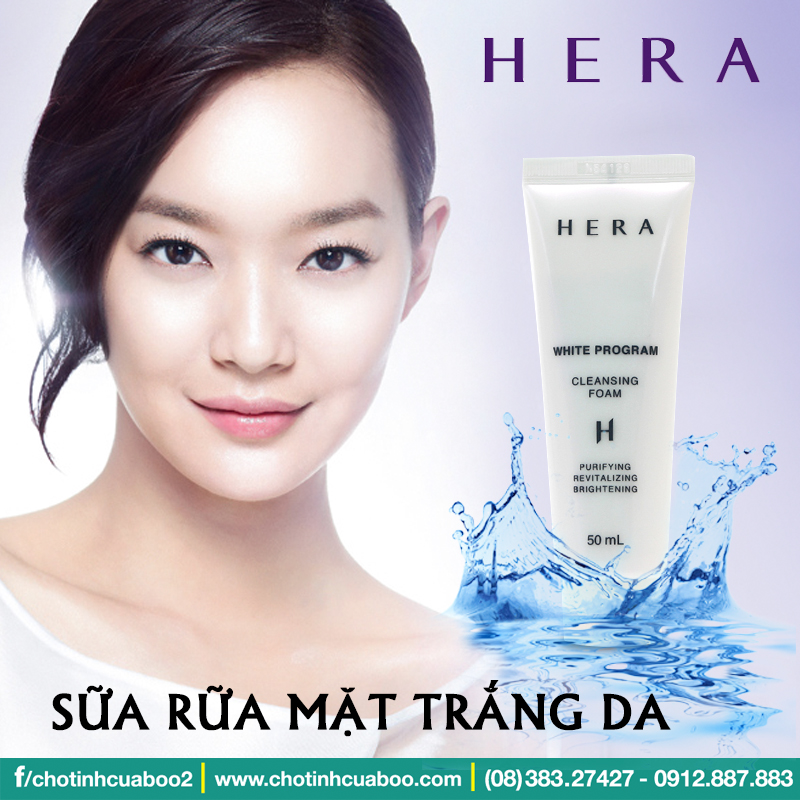 HERA
HERA
WHITE PROGRAM
CLEANSING
FOAM
H
PURIFYING
REVITALIZING
BRIGHTENING
50 mL
SỮA RỮA MẶT TRẮNG DA
f/chotinhcuaboo2 | www.chotinhcuaboo.com | (08)383.27427 - 0912.887.883